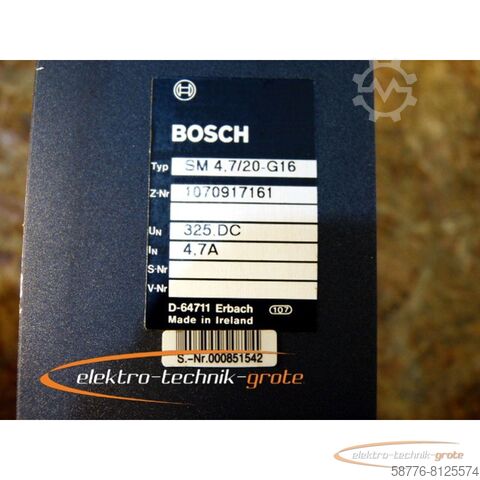 BOSCH
Typ SM 4,7/20-G16
Z-Nr 1070917161
UN 325.DC
IN 4,7A
S-Nr
V-Nr
D-64711 Erbach 107
Made in Ireland
S.-Nr.000851542
elektro-technik-grote
elektro-technik-grote
58776-8125574